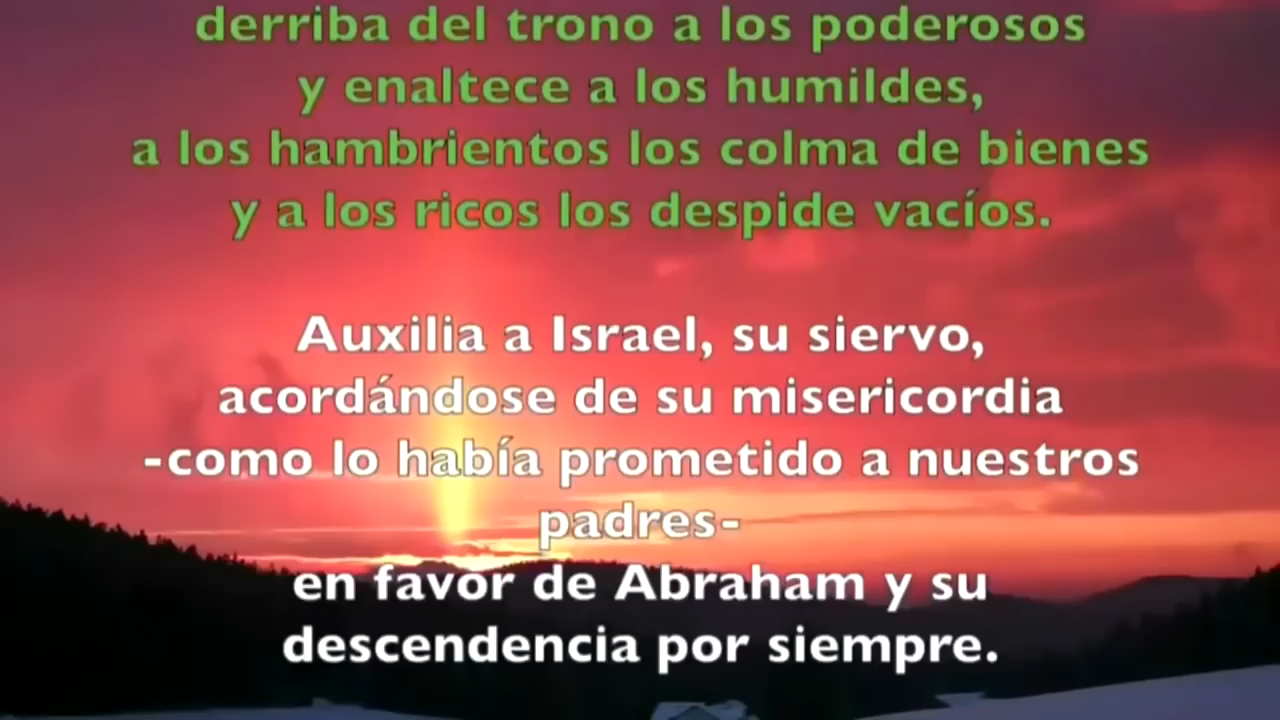 derriba del trono a los poderosos
y enaltece a los humildes,
a los hambrientos los colma de bienes
y a los ricos los despide vacíos.
Auxilia a Israel, su siervo,
acordándose de su misericordia
-como lo había prometido a nuestros
padres-
en favor de Abraham y su
descendencia por siempre.